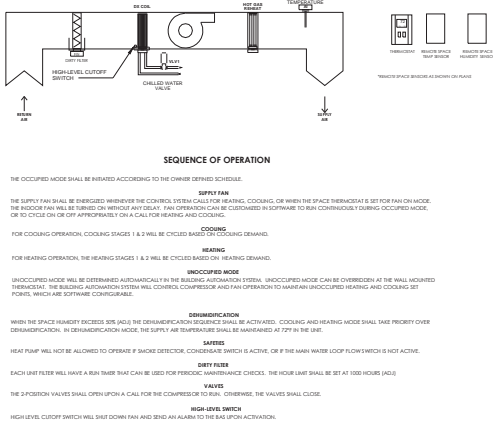 TEMPERATURE
DX COIL
HOT GAS
REHEAT
DIRTY FILTER
VLV1
HIGH-LEVEL CUTOFF
SWITCH
CHILLED WATER
VALVE
THERMOSTAT
REMOTE SPACE
TEMP SENSOR
REMOTE SPACE
HUMIDITY SENSOR
*REMOTE SPACE SENSORS AS SHOWN ON PLANS
RETURN
AIR
SUPPLY
AIR
SEQUENCE OF OPERATION
THE OCCUPIED MODE SHALL BE INITIATED ACCORDING TO THE OWNER DEFINED SCHEDULE.
SUPPLY FAN
THE SUPPLY FAN SHALL BE ENERGIZED WHENEVER THE CONTROL SYSTEM CALLS FOR HEATING, COOLING, OR WHEN THE SPACE THERMOSTAT IS SET FOR FAN ON MODE.
THE INDOOR FAN WILL BE TURNED ON WITHOUT ANY DELAY. FAN OPERATION CAN BE CUSTOMIZED IN SOFTWARE TO RUN CONTINUOUSLY DURING OCCUPIED MODE,
OR TO CYCLE ON OR OFF APPROPRIATELY ON A CALL FOR HEATING AND COOLING.
COOLING
FOR COOLING OPERATION, COOLING STAGES 1 & 2 WILL BE CYCLED BASED ON COOLING DEMAND.
HEATING
FOR HEATING OPERATION, THE HEATING STAGES 1 & 2 WILL BE CYCLED BASED ON HEATING DEMAND.
UNOCCUPIED MODE
UNOCCUPIED MODE WILL BE DETERMINED AUTOMATICALLY IN THE BUILDING AUTOMATION SYSTEM. UNOCCUPIED MODE CAN BE OVERRIDDEN AT THE WALL MOUNTED
THERMOSTAT. THE BUILDING AUTOMATION SYSTEM WILL CONTROL COMPRESSOR AND FAN OPERATION TO MAINTAIN UNOCCUPIED HEATING AND COOLING SET
POINTS, WHICH ARE SOFTWARE CONFIGURABLE.
DEHUMIDIFICATION
WHEN THE SPACE HUMIDITY EXCEEDS 50% (ADJ) THE DEHUMIDIFICATION SEQUENCE SHALL BE ACTIVATED. COOLING AND HEATING MODE SHALL TAKE PRIORITY OVER
DEHUMIDIFICATION. IN DEHUMIDIFICATION MODE, THE SUPPLY AIR TEMPERATURE SHALL BE MAINTAINED AT 72°F IN THE UNIT.
SAFETIES
HEAT PUMP WILL NOT BE ALLOWED TO OPERATE IF SMOKE DETECTOR, CONDENSATE SWITCH IS ACTIVE, OR IF THE MAIN WATER LOOP FLOW SWITCH IS NOT ACTIVE.
DIRTY FILTER
EACH UNIT FILTER WILL HAVE A RUN TIMER THAT CAN BE USED FOR PERIODIC MAINTENANCE CHECKS. THE HOUR LIMIT SHALL BE SET AT 1000 HOURS (ADJ)
VALVES
THE 2-POSITION VALVES SHALL OPEN UPON A CALL FOR THE COMPRESSOR TO RUN. OTHERWISE, THE VALVES SHALL CLOSE.
HIGH-LEVEL SWITCH
HIGH LEVEL CUTOFF SWITCH WILL SHUT DOWN FAN AND SEND AN ALARM TO THE BAS UPON ACTIVATION.